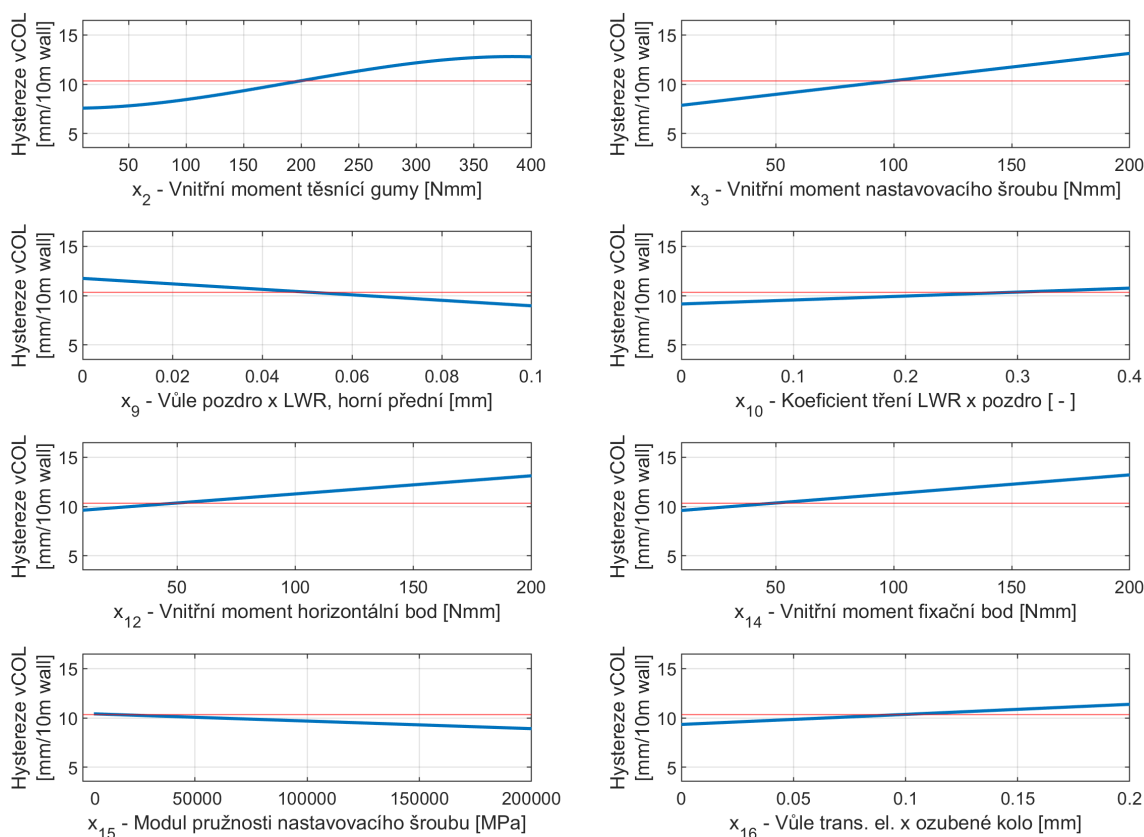 Hystereze vCOL
[mm/10m wall]
15
10
5
50 100 150 200 250 300 350 400
x2 - Vnitřní moment těsnící gumy [Nmm]
Hystereze vCOL
[mm/10m wall]
15
10
5
50 100 150 200
x3 - Vnitřní moment nastavovacího šroubu [Nmm]
Hystereze vCOL
[mm/10m wall]
15
10
5
0 0.02 0.04 0.06 0.08 0.1
x9 - Vůle pozdro x LWR, horní přední [mm]
Hystereze vCOL
[mm/10m wall]
15
10
5
0 0.1 0.2 0.3 0.4
x10 - Koeficient tření LWR x pozdro [ - ]
Hystereze vCOL
[mm/10m wall]
15
10
5
50 100 150 200
x12 - Vnitřní moment horizontální bod [Nmm]
Hystereze vCOL
[mm/10m wall]
15
10
5
50 100 150 200
x14 - Vnitřní moment fixační bod [Nmm]
Hystereze vCOL
[mm/10m wall]
15
10
5
0 50000 100000 150000 200000
x15 - Modul pružnosti nastavovacího šroubu [MPa]
Hystereze vCOL
[mm/10m wall]
15
10
5
0 0.05 0.1 0.15 0.2
x16 - Vůle trans. el. x ozubené kolo [mm]